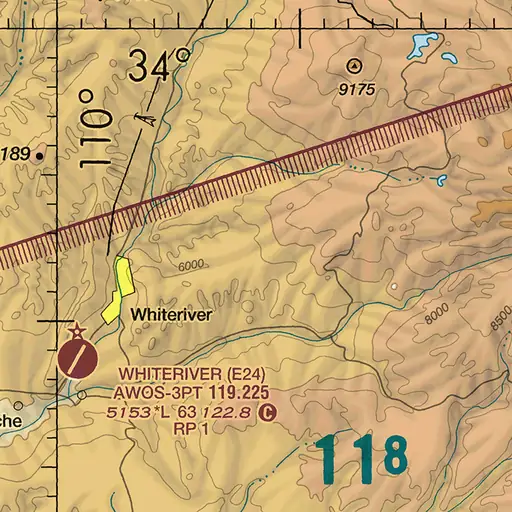 34°
9175
110°
189
6000
Whiteriver
8000
8500
WHITERIVER (E24)
AWOS-3PT 119.225
5153 *L 63 122.8 C
RP 1
che
118